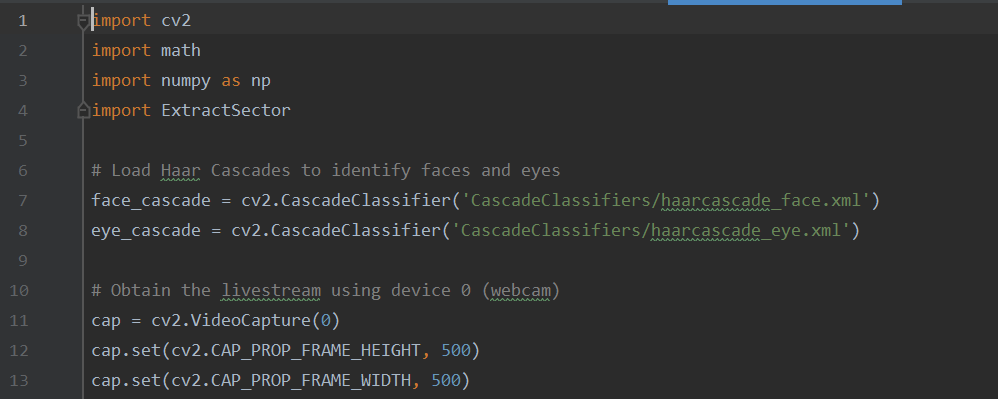 1 import cv2
2 import math
3 import numpy as np
4 import ExtractSector
5
6 # Load Haar Cascades to identify faces and eyes
7 face_cascade = cv2.CascadeClassifier('CascadeClassifiers/haarcascade_face.xml')
8 eye_cascade = cv2.CascadeClassifier('CascadeClassifiers/haarcascade_eye.xml')
9
10 # Obtain the livestream using device 0 (webcam)
11 cap = cv2.VideoCapture(0)
12 cap.set(cv2.CAP_PROP_FRAME_HEIGHT, 500)
13 cap.set(cv2.CAP_PROP_FRAME_WIDTH, 500)